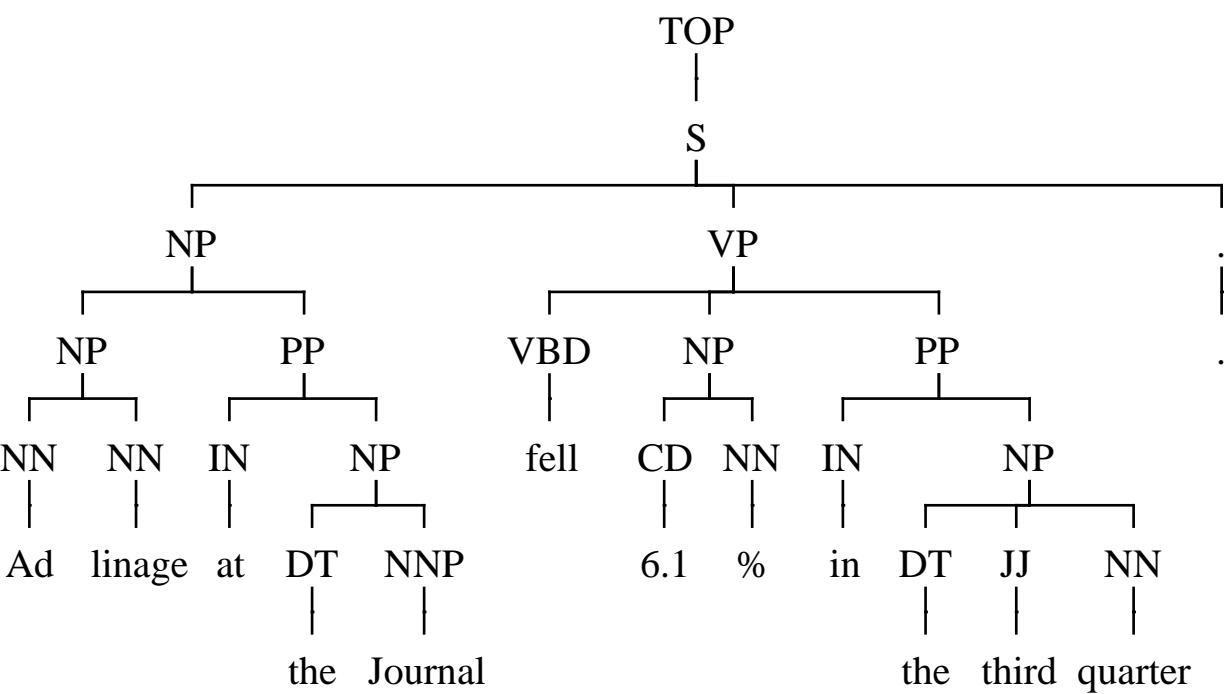 TOP
S
NP VP .
NP PP VBD NP PP .
NN NN IN NP fell CD NN IN NP
Ad linage at DT NNP 6.1 % in DT JJ NN
the Journal the third quarter